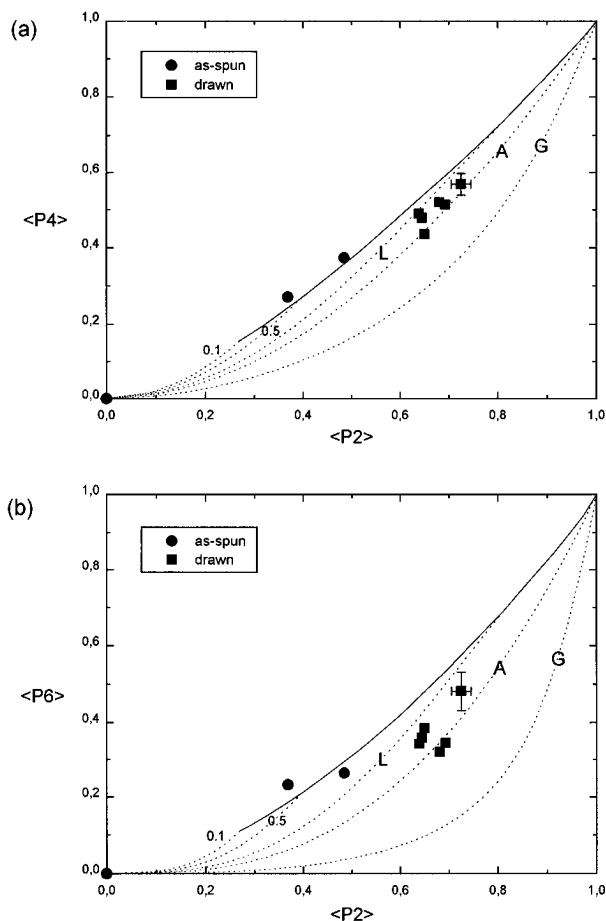 (a)
1,0
as-spun
drawn
0,8
A
G
0,6
<P4>
0,4
L
0,2
0.1
0.5
0,0
0,0 0,2 0,4 0,6 0,8 1,0
<P2>
(b)
1,0
as-spun
drawn
0,8
0,6
<P6>
A
G
0,4
L
0,2
0.1
0.5
0,0
0,0 0,2 0,4 0,6 0,8 1,0
<P2>